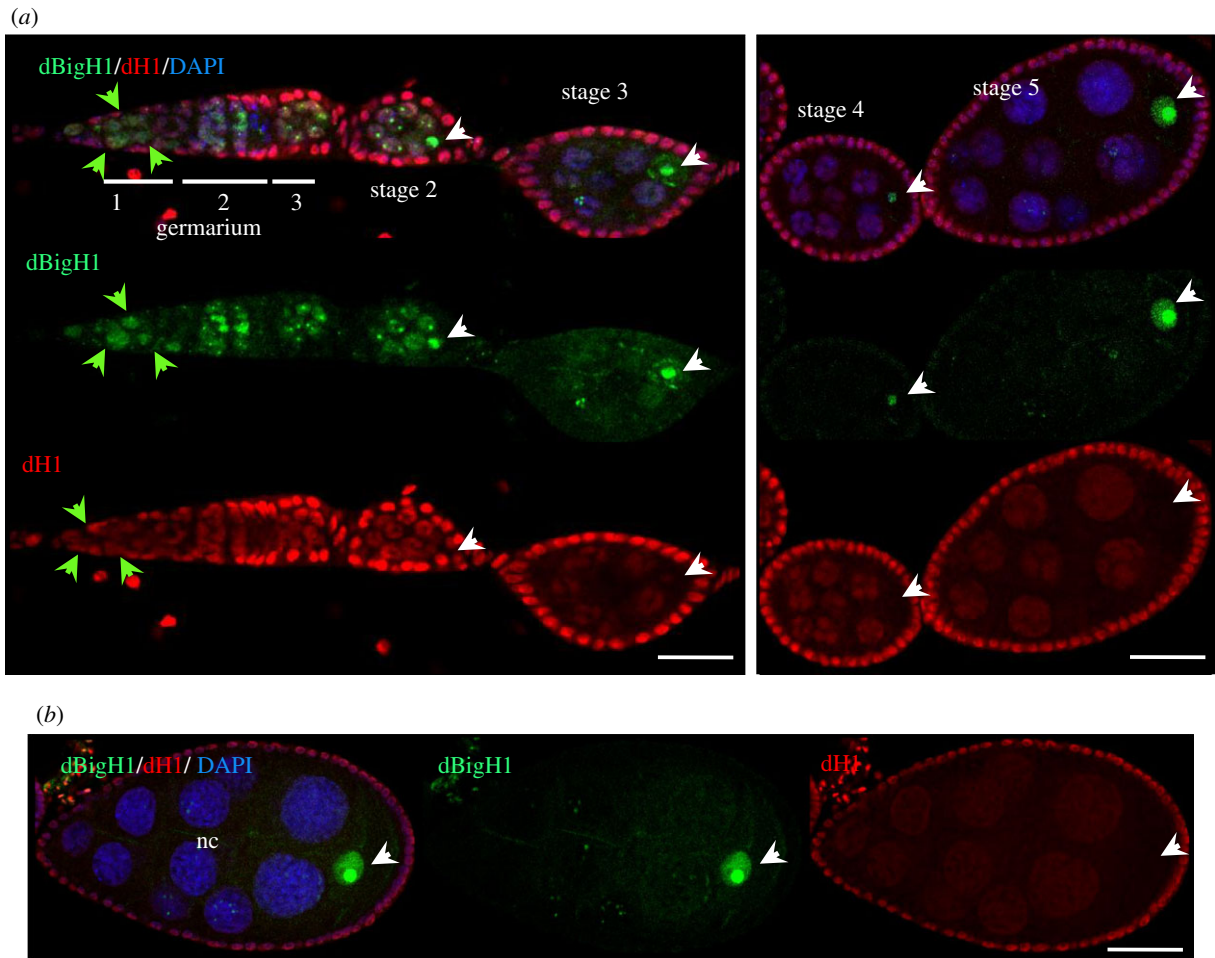 (a)
dBigH1/dH1/DAPI
stage 3
stage 4
stage 5
stage 2
1 2 3
germarium
dBigH1
dH1
(b)
dBigH1/dH1/ DAPI
dBigH1
dH1
nc